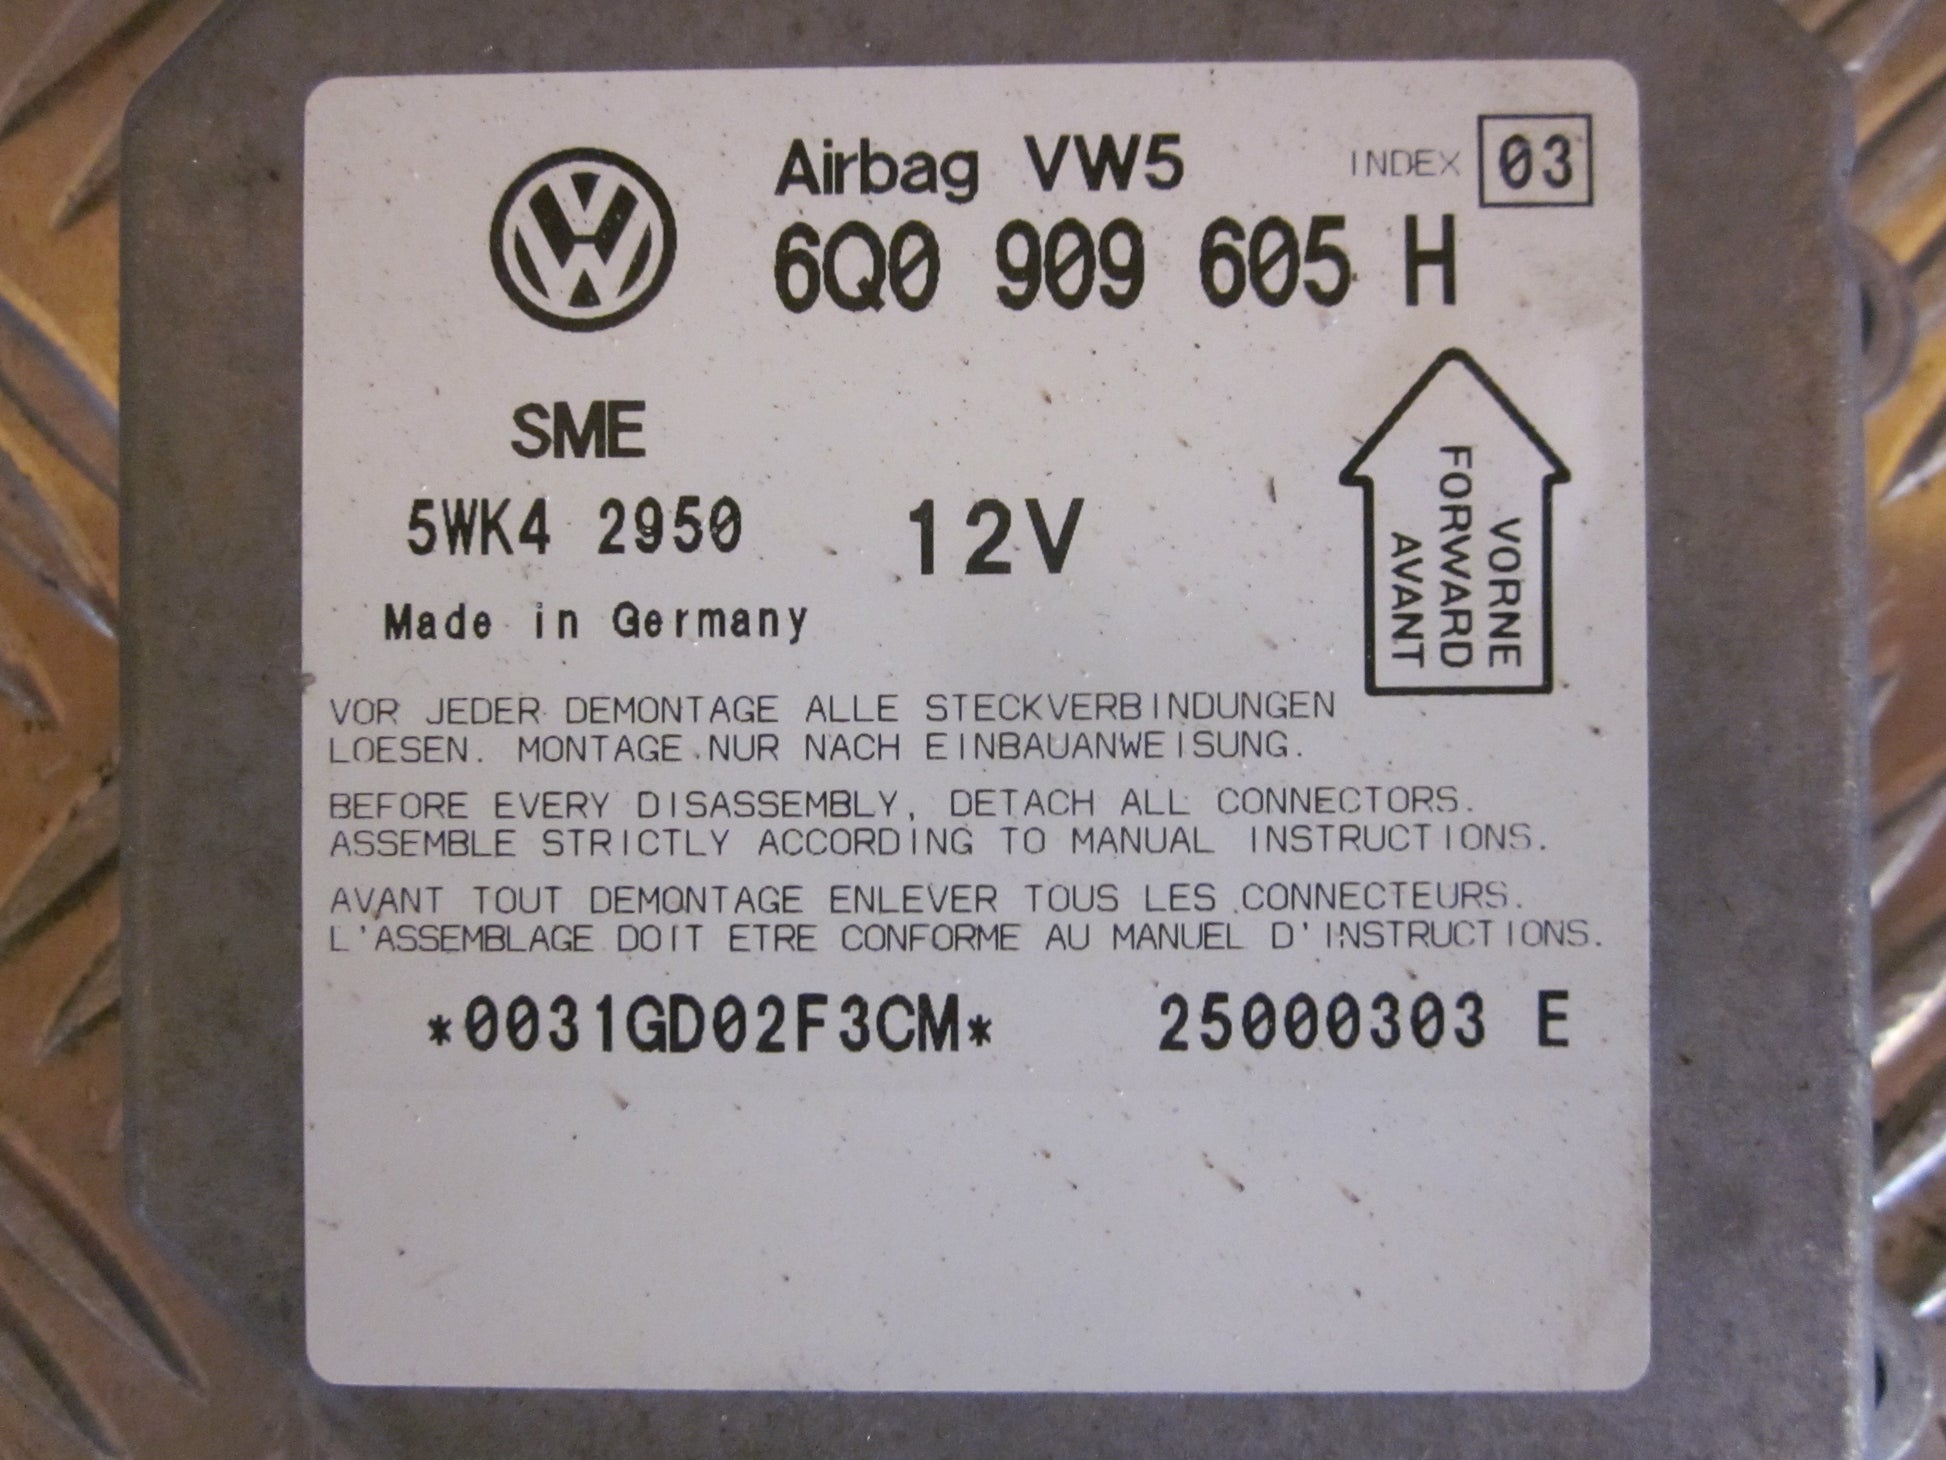 Airbag VW5 INDEX 03
6Q0 909 605 H
SME
5WK4 2950 12V
Made in Germany
VORNE
FORWARD
AVANT
VOR JEDER DEMONTAGE ALLE STECKVERBINDUNGEN
LOESEN. MONTAGE NUR NACH EINBAUANWEISUNG.
BEFORE EVERY DISASSEMBLY, DETACH ALL CONNECTORS.
ASSEMBLE STRICTLY ACCORDING TO MANUAL INSTRUCTIONS.
AVANT TOUT DEMONTAGE ENLEVER TOUS LES CONNECTEURS.
L'ASSEMBLAGE DOIT ETRE CONFORME AU MANUEL D'INSTRUCTIONS.
*0031GD02F3CM* 25000303 E